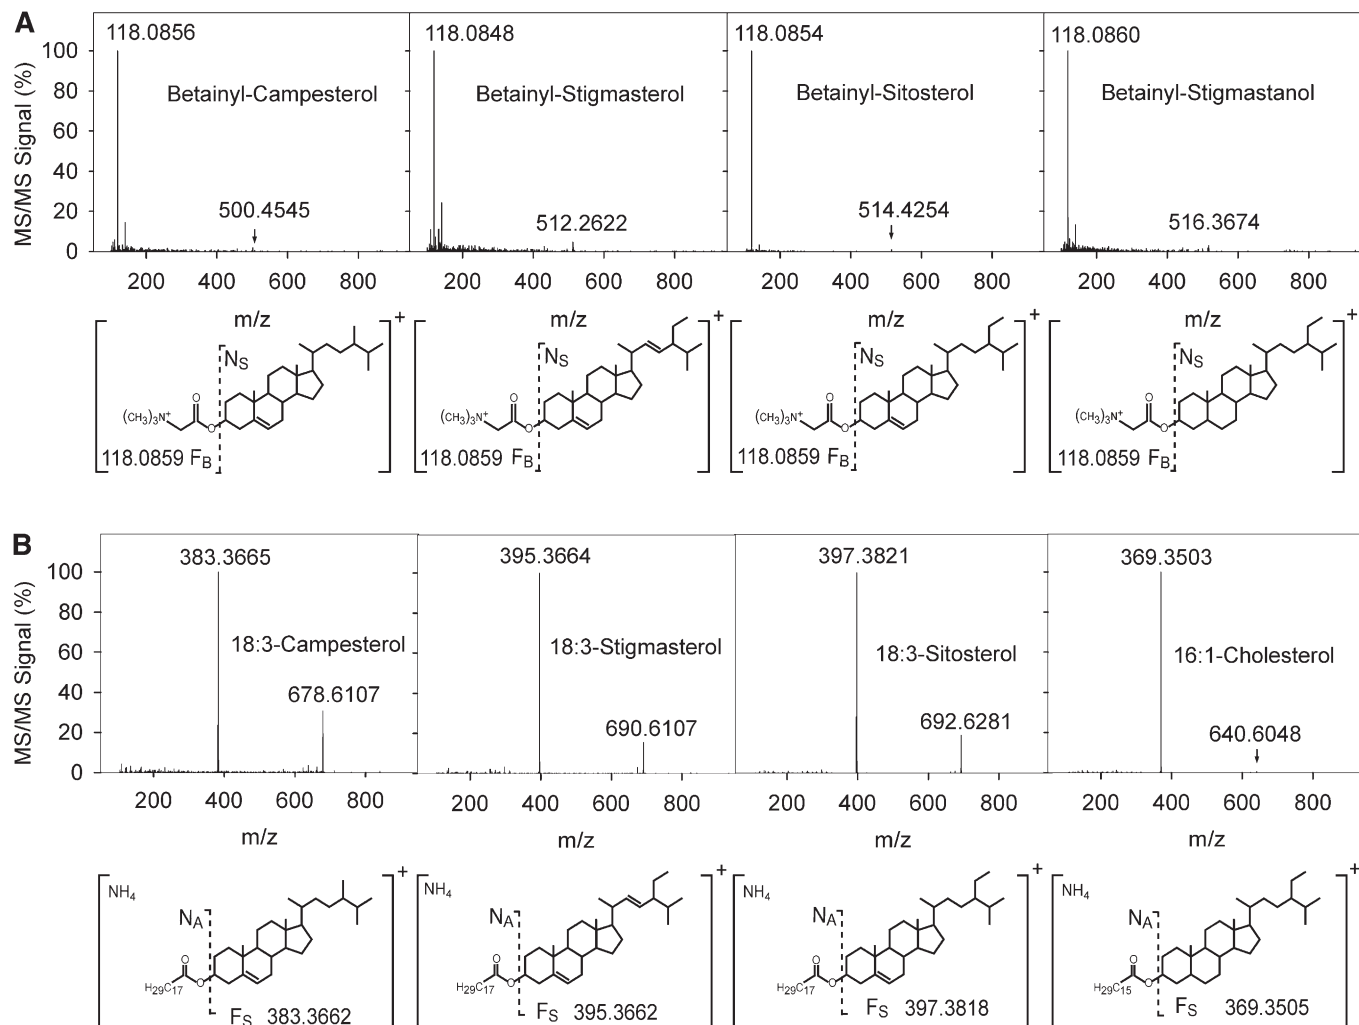 A
118.0856 118.0848 118.0854 118.0860
MS/MS Signal (%)
100
80
60
40
20
0
Betainyl-Campesterol Betainyl-Stigmasterol Betainyl-Sitosterol Betainyl-Stigmastanol
500.4545 512.2622 514.4254 516.3674
200 400 600 800 200 400 600 800 200 400 600 800 200 400 600 800
m/z m/z m/z m/z
+ + + +
NS NS NS NS
O O O O
(CH3)3N+ (CH3)3N+ (CH3)3N+ (CH3)3N+
O O O O
118.0859 FB 118.0859 FB 118.0859 FB 118.0859 FB
B
383.3665 395.3664 397.3821 369.3503
MS/MS Signal (%)
100
80
60
40
20
0
18:3-Campesterol 18:3-Stigmasterol 18:3-Sitosterol 16:1-Cholesterol
678.6107 690.6107 692.6281 640.6048
200 400 600 800 200 400 600 800 200 400 600 800 200 400 600 800
m/z m/z m/z m/z
+ + + +
NH4 NH4 NH4 NH4
NA NA NA NA
O O O O
H29C17 H29C17 H29C17 H29C15
O O O O
FS 383.3662 FS 395.3662 FS 397.3818 FS 369.3505